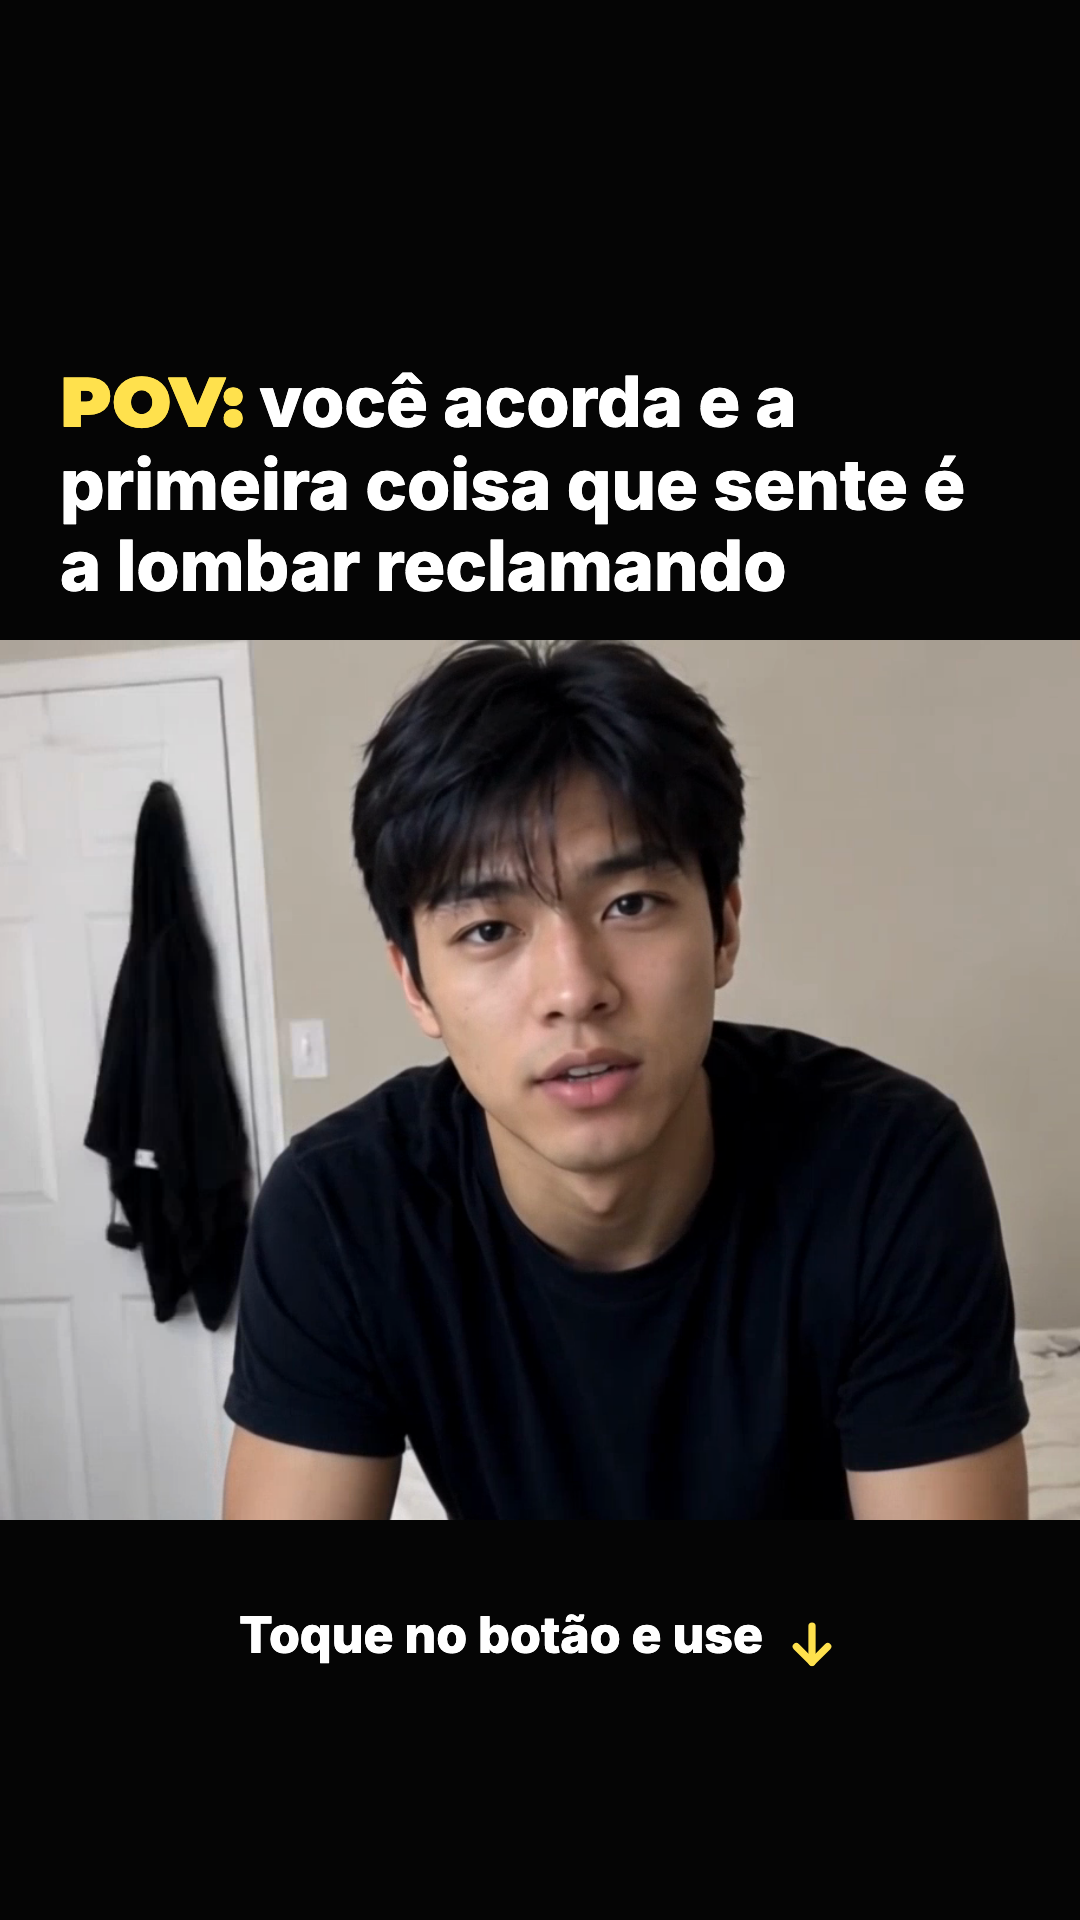 POV: você acorda e a
primeira coisa que sente é
a lombar reclamando
Toque no botão e use ↓